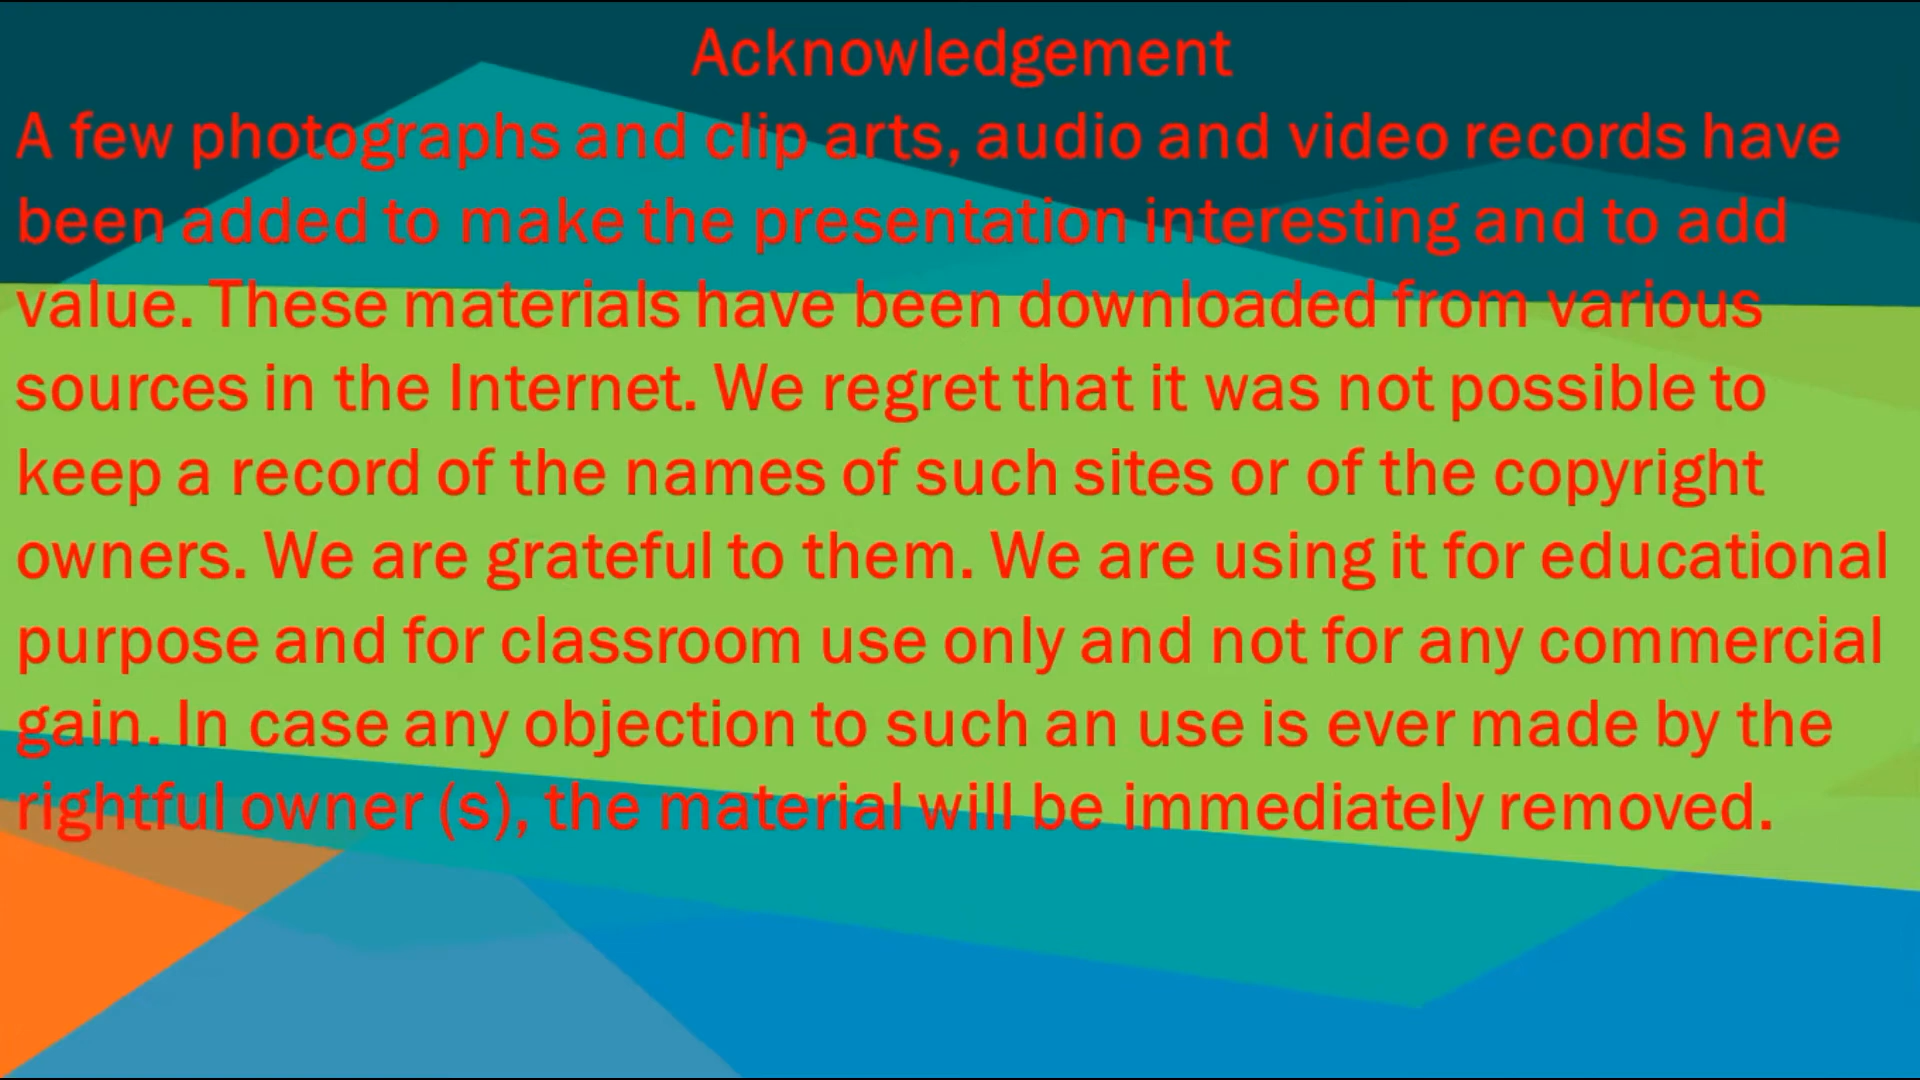 Acknowledgement
A few photographs and clip arts, audio and video records have
been added to make the presentation interesting and to add
value. These materials have been downloaded from various
sources in the Internet. We regret that it was not possible to
keep a record of the names of such sites or of the copyright
owners. We are grateful to them. We are using it for educational
purpose and for classroom use only and not for any commercial
gain. In case any objection to such an use is ever made by the
rightful owner (s), the material will be immediately removed.